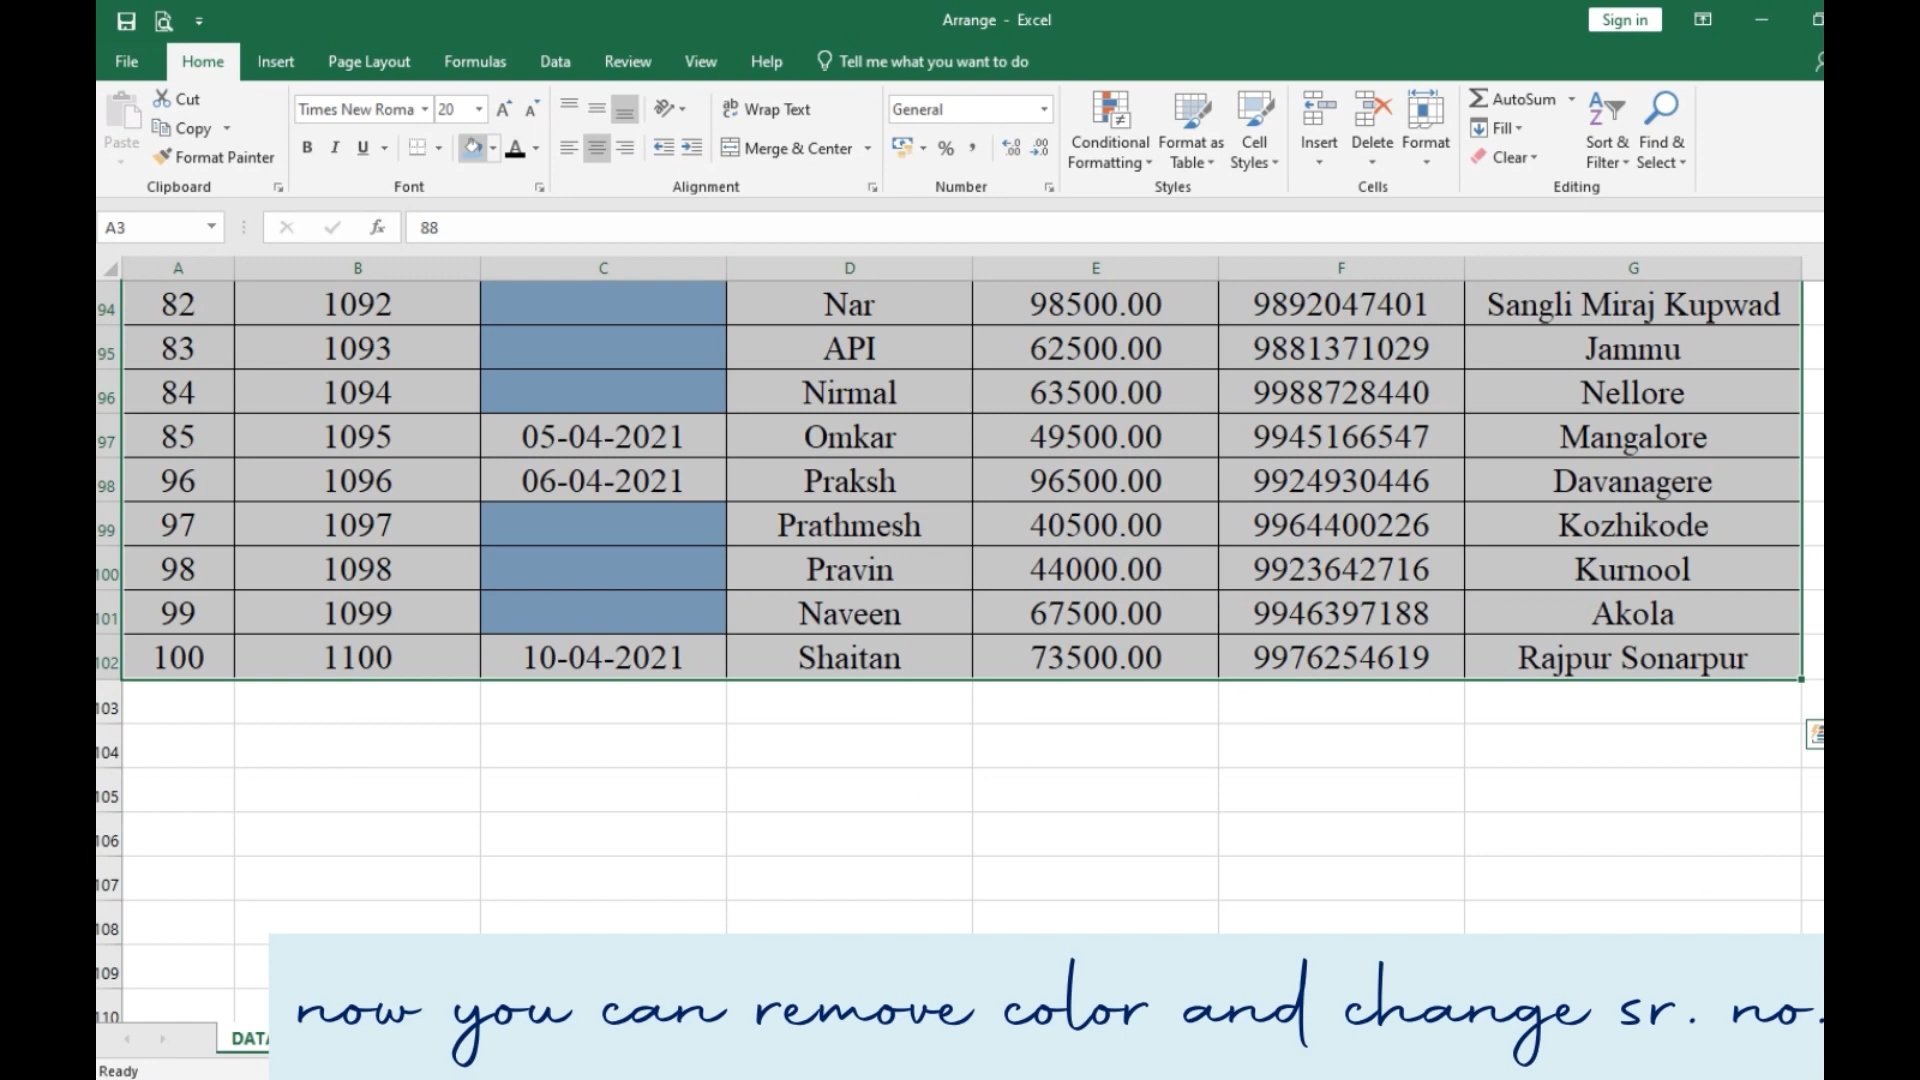 Arrange - Excel
Sign in
File Home Insert Page Layout Formulas Data Review View Help Tell me what you want to do
Paste
Cut
Copy
Format Painter
Clipboard
Times New Roma 20
B I U
Font
Wrap Text
Merge & Center
Alignment
General
Number
Conditional Formatting
Format as Table
Cell Styles
Styles
Insert
Delete
Format
Cells
AutoSum
Fill
Clear
Sort & Filter
Find & Select
Editing
A3 fx 88
A B C D E F G
94 82 1092 Nar 98500.00 9892047401 Sangli Miraj Kupwad
95 83 1093 API 62500.00 9881371029 Jammu
96 84 1094 Nirmal 63500.00 9988728440 Nellore
97 85 1095 05-04-2021 Omkar 49500.00 9945166547 Mangalore
98 96 1096 06-04-2021 Praksh 96500.00 9924930446 Davanagere
99 97 1097 Prathmesh 40500.00 9964400226 Kozhikode
100 98 1098 Pravin 44000.00 9923642716 Kurnool
101 99 1099 Naveen 67500.00 9946397188 Akola
102 100 1100 10-04-2021 Shaitan 73500.00 9976254619 Rajpur Sonarpur
103
104
105
106
107
108
109
110
DATA
now you can remove color and change sr. no.
Ready